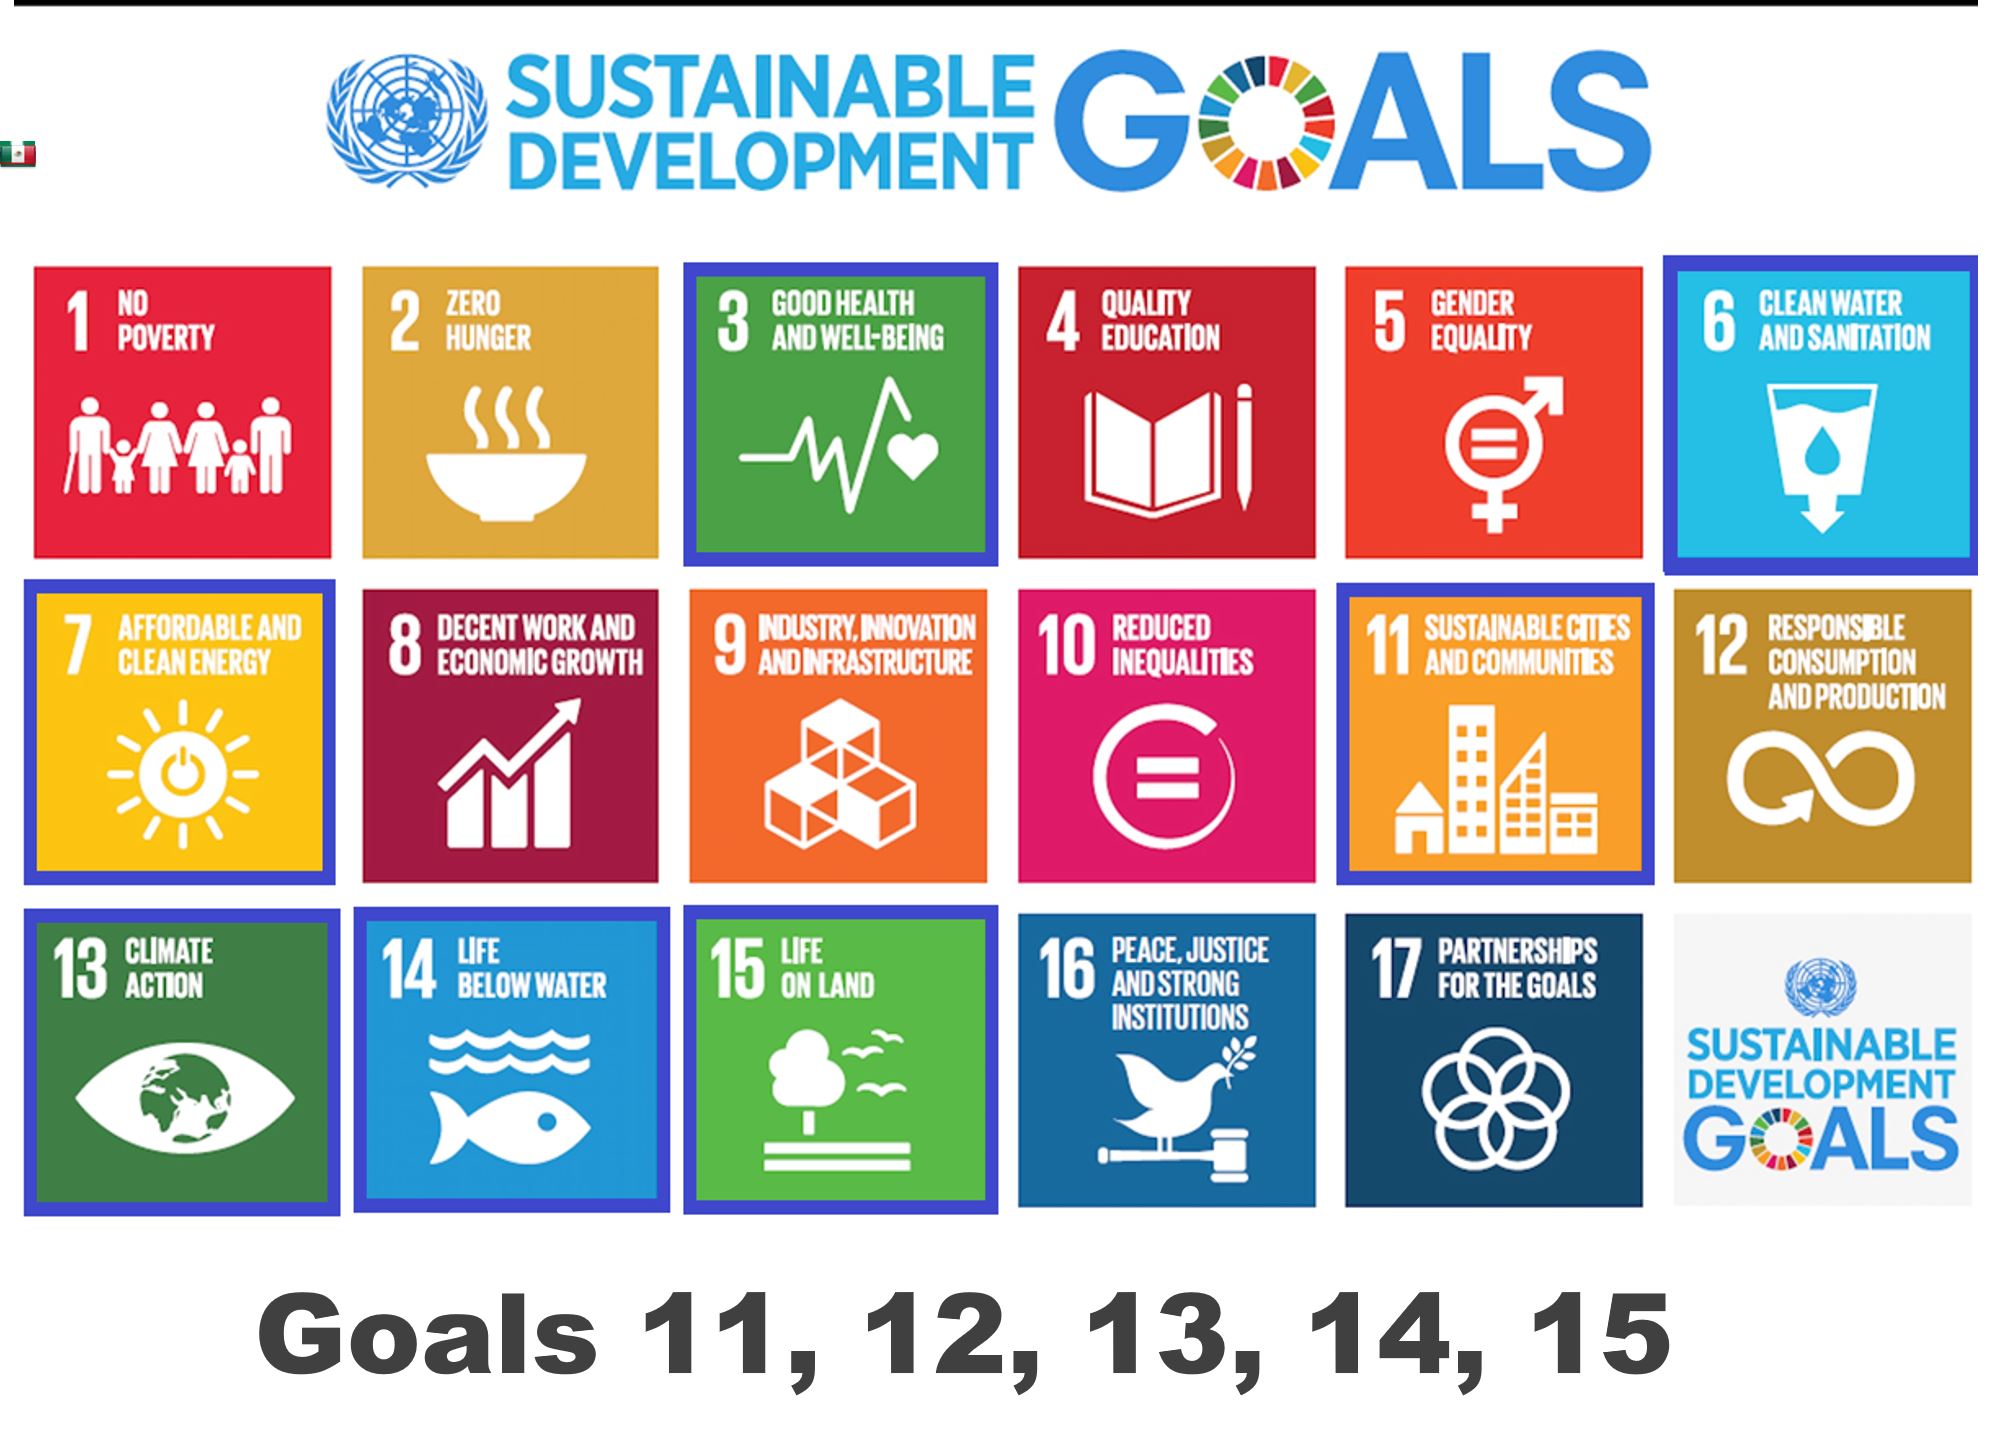 SUSTAINABLE
DEVELOPMENT
GOALS
1 NO
POVERTY
2 ZERO
HUNGER
3 GOOD HEALTH
AND WELL-BEING
4 QUALITY
EDUCATION
5 GENDER
EQUALITY
6 CLEAN WATER
AND SANITATION
7 AFFORDABLE AND
CLEAN ENERGY
8 DECENT WORK AND
ECONOMIC GROWTH
9 INDUSTRY, INNOVATION
AND INFRASTRUCTURE
10 REDUCED
INEQUALITIES
11 SUSTAINABLE CITIES
AND COMMUNITIES
12 RESPONSIBLE
CONSUMPTION
AND PRODUCTION
13 CLIMATE
ACTION
14 LIFE
BELOW WATER
15 LIFE
ON LAND
16 PEACE, JUSTICE
AND STRONG
INSTITUTIONS
17 PARTNERSHIPS
FOR THE GOALS
SUSTAINABLE
DEVELOPMENT
GOALS
Goals 11, 12, 13, 14, 15